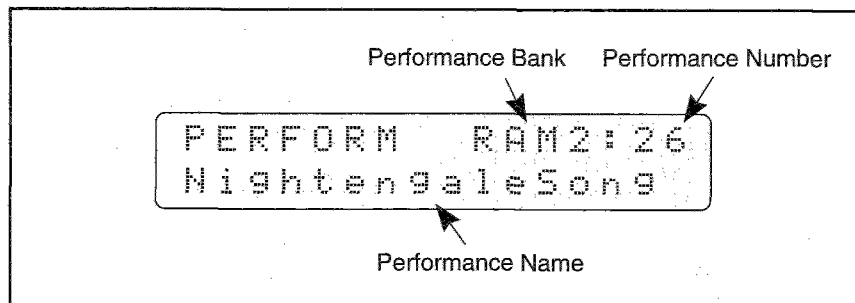 Performance Bank Performance Number
PERFORM RAM2:26
NightengaleSong
Performance Name